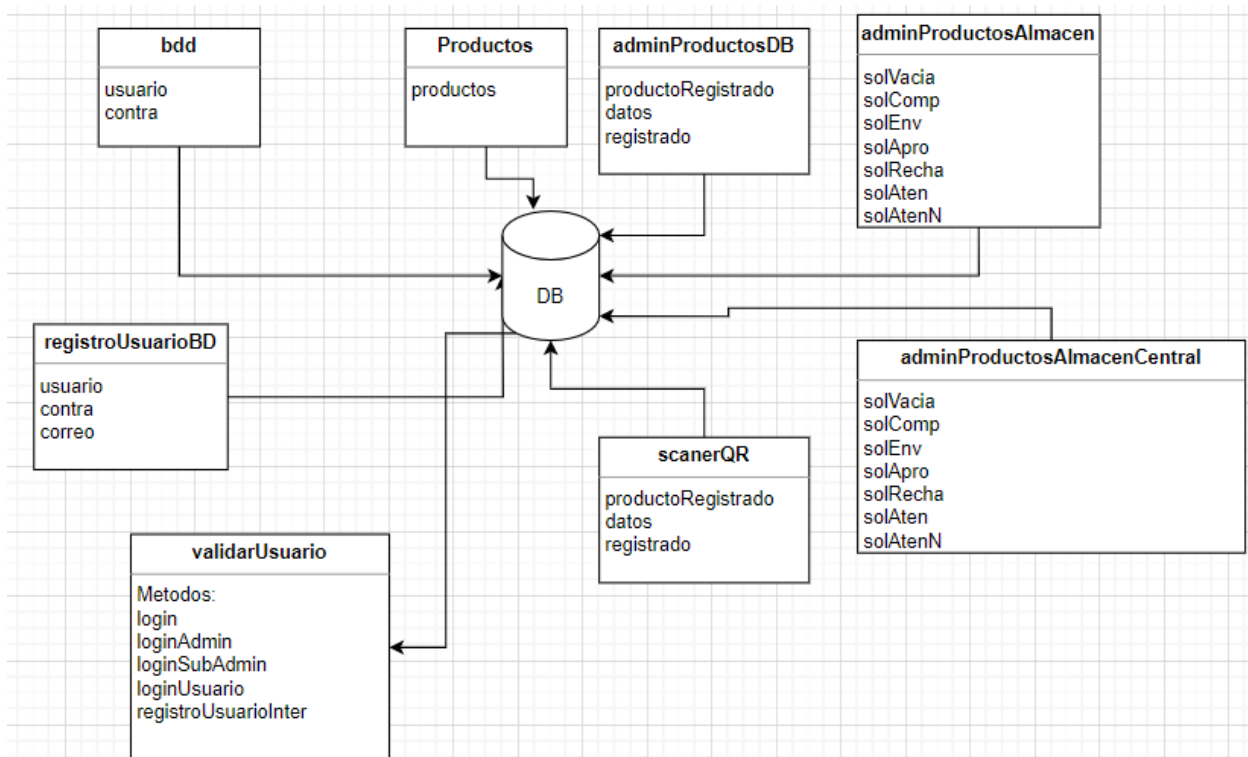 bdd
usuario
contra
Productos
productos
adminProductosDB
productoRegistrado
datos
registrado
adminProductosAlmacen
solVacia
solComp
solEnv
solApro
solRecha
solAten
solAtenN
DB
registroUsuarioBD
usuario
contra
correo
adminProductosAlmacenCentral
solVacia
solComp
solEnv
solApro
solRecha
solAten
solAtenN
scanerQR
productoRegistrado
datos
registrado
validarUsuario
Metodos:
login
loginAdmin
loginSubAdmin
loginUsuario
registroUsuarioInter